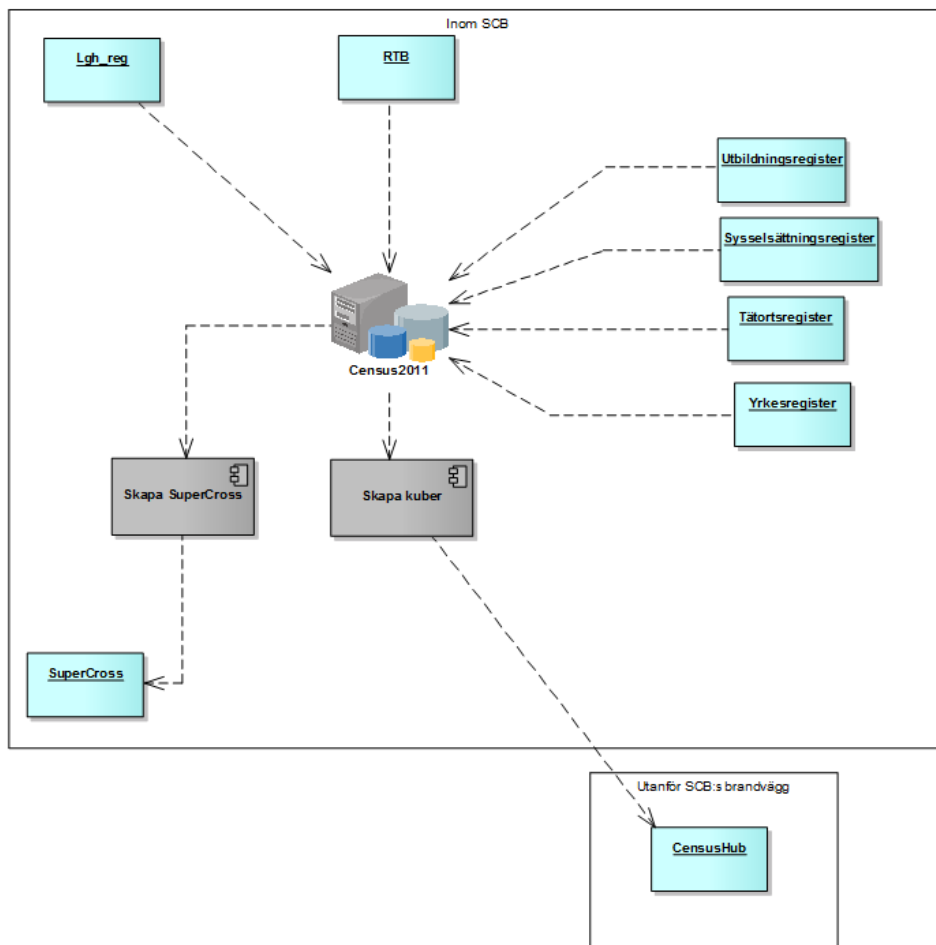 Inom SCB
Lgh_reg
RTB
Utbildningsregister
Sysselsättningsregister
Tätortsregister
Census2011
Yrkesregister
Skapa SuperCross
Skapa kuber
SuperCross
Utanför SCB:s brandvägg
CensusHub